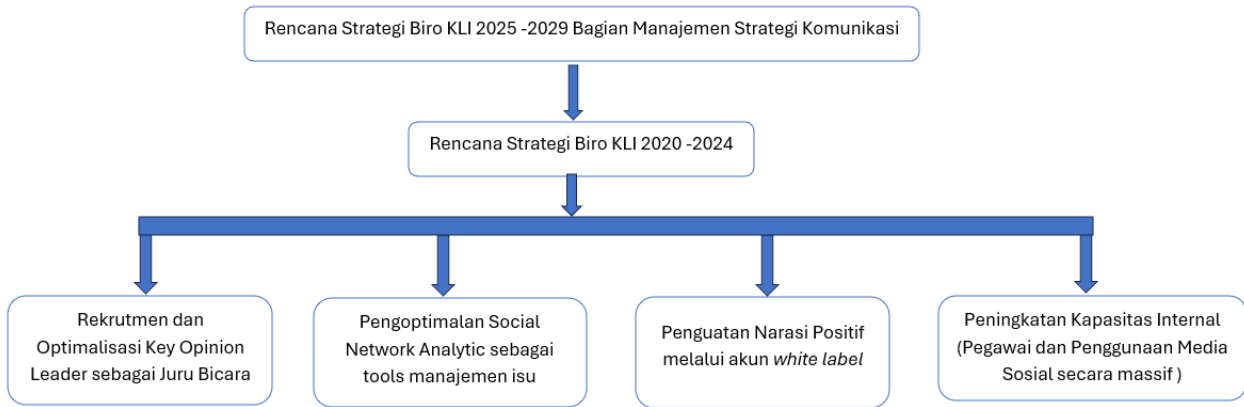 Rencana Strategi Biro KLI 2025 -2029 Bagian Manajemen Strategi Komunikasi
Rencana Strategi Biro KLI 2020 -2024
Rekrutmen dan
Optimalisasi Key Opinion
Leader sebagai Juru Bicara
Pengoptimalan Social
Network Analytic sebagai
tools manajemen isu
Penguatan Narasi Positif
melalui akun white label
Peningkatan Kapasitas Internal
(Pegawai dan Penggunaan Media
Sosial secara massif )